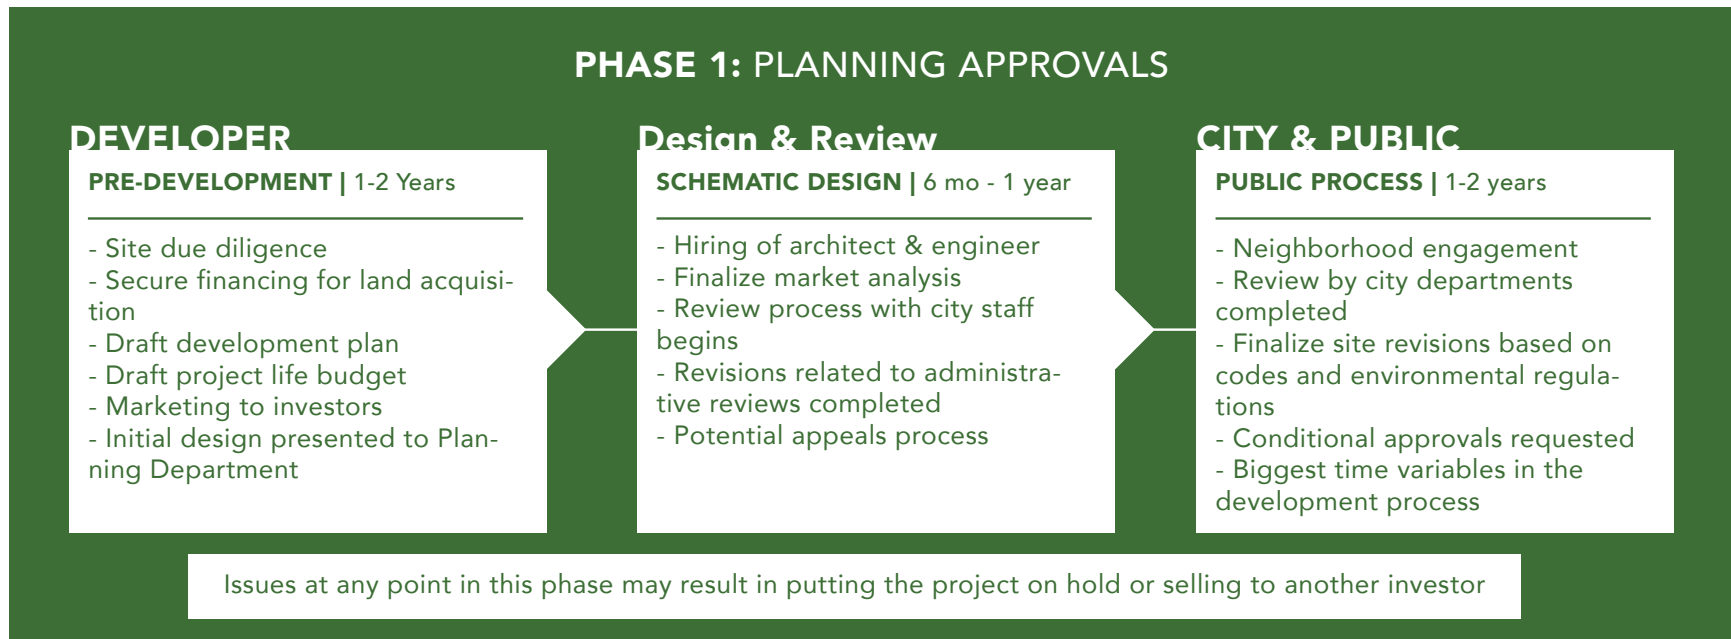 PHASE 1: PLANNING APPROVALS
DEVELOPER
PRE-DEVELOPMENT | 1-2 Years
- Site due diligence
- Secure financing for land acquisi-
tion
- Draft development plan
- Draft project life budget
- Marketing to investors
- Initial design presented to Plan-
ning Department
Design & Review
SCHEMATIC DESIGN | 6 mo - 1 year
- Hiring of architect & engineer
- Finalize market analysis
- Review process with city staff
begins
- Revisions related to administra-
tive reviews completed
- Potential appeals process
CITY & PUBLIC
PUBLIC PROCESS | 1-2 years
- Neighborhood engagement
- Review by city departments
completed
- Finalize site revisions based on
codes and environmental regula-
tions
- Conditional approvals requested
- Biggest time variables in the
development process
Issues at any point in this phase may result in putting the project on hold or selling to another investor